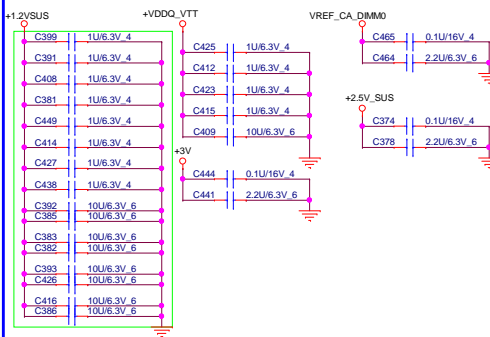 +1.2VSUS
C399 1U/6.3V_4
C391 1U/6.3V_4
C408 1U/6.3V_4
C381 1U/6.3V_4
C449 1U/6.3V_4
C414 1U/6.3V_4
C427 1U/6.3V_4
C438 1U/6.3V_4
C392 10U/6.3V_6
C385 10U/6.3V_6
C383 10U/6.3V_6
C382 10U/6.3V_6
C393 10U/6.3V_6
C426 10U/6.3V_6
C416 10U/6.3V_6
C386 10U/6.3V_6
+VDDQ_VTT
C425 1U/6.3V_4
C412 1U/6.3V_4
C423 1U/6.3V_4
C415 1U/6.3V_4
C409 10U/6.3V_6
+3V
C444 0.1U/16V_4
C441 2.2U/6.3V_6
VREF_CA_DIMM0
C465 0.1U/16V_4
C464 2.2U/6.3V_6
+2.5V_SUS
C374 0.1U/16V_4
C378 2.2U/6.3V_6